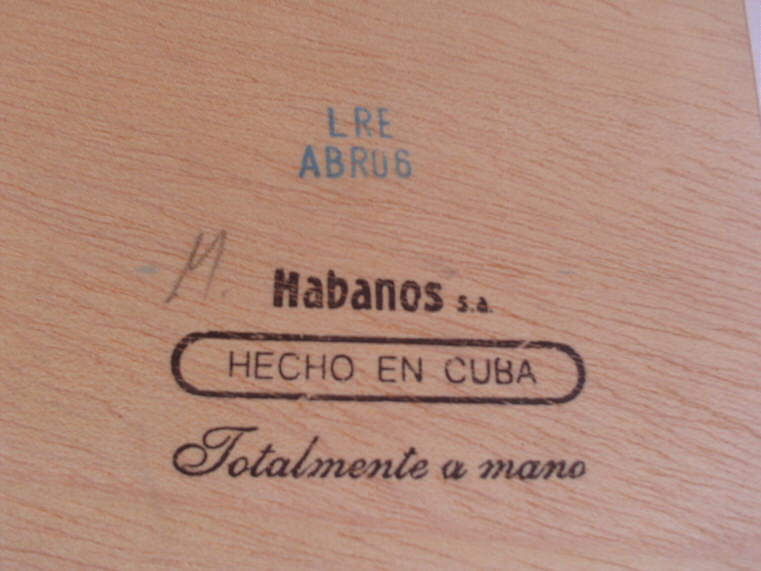 LRE
ABR06
M.
Habanos s.a.
HECHO EN CUBA
Totalmente a mano